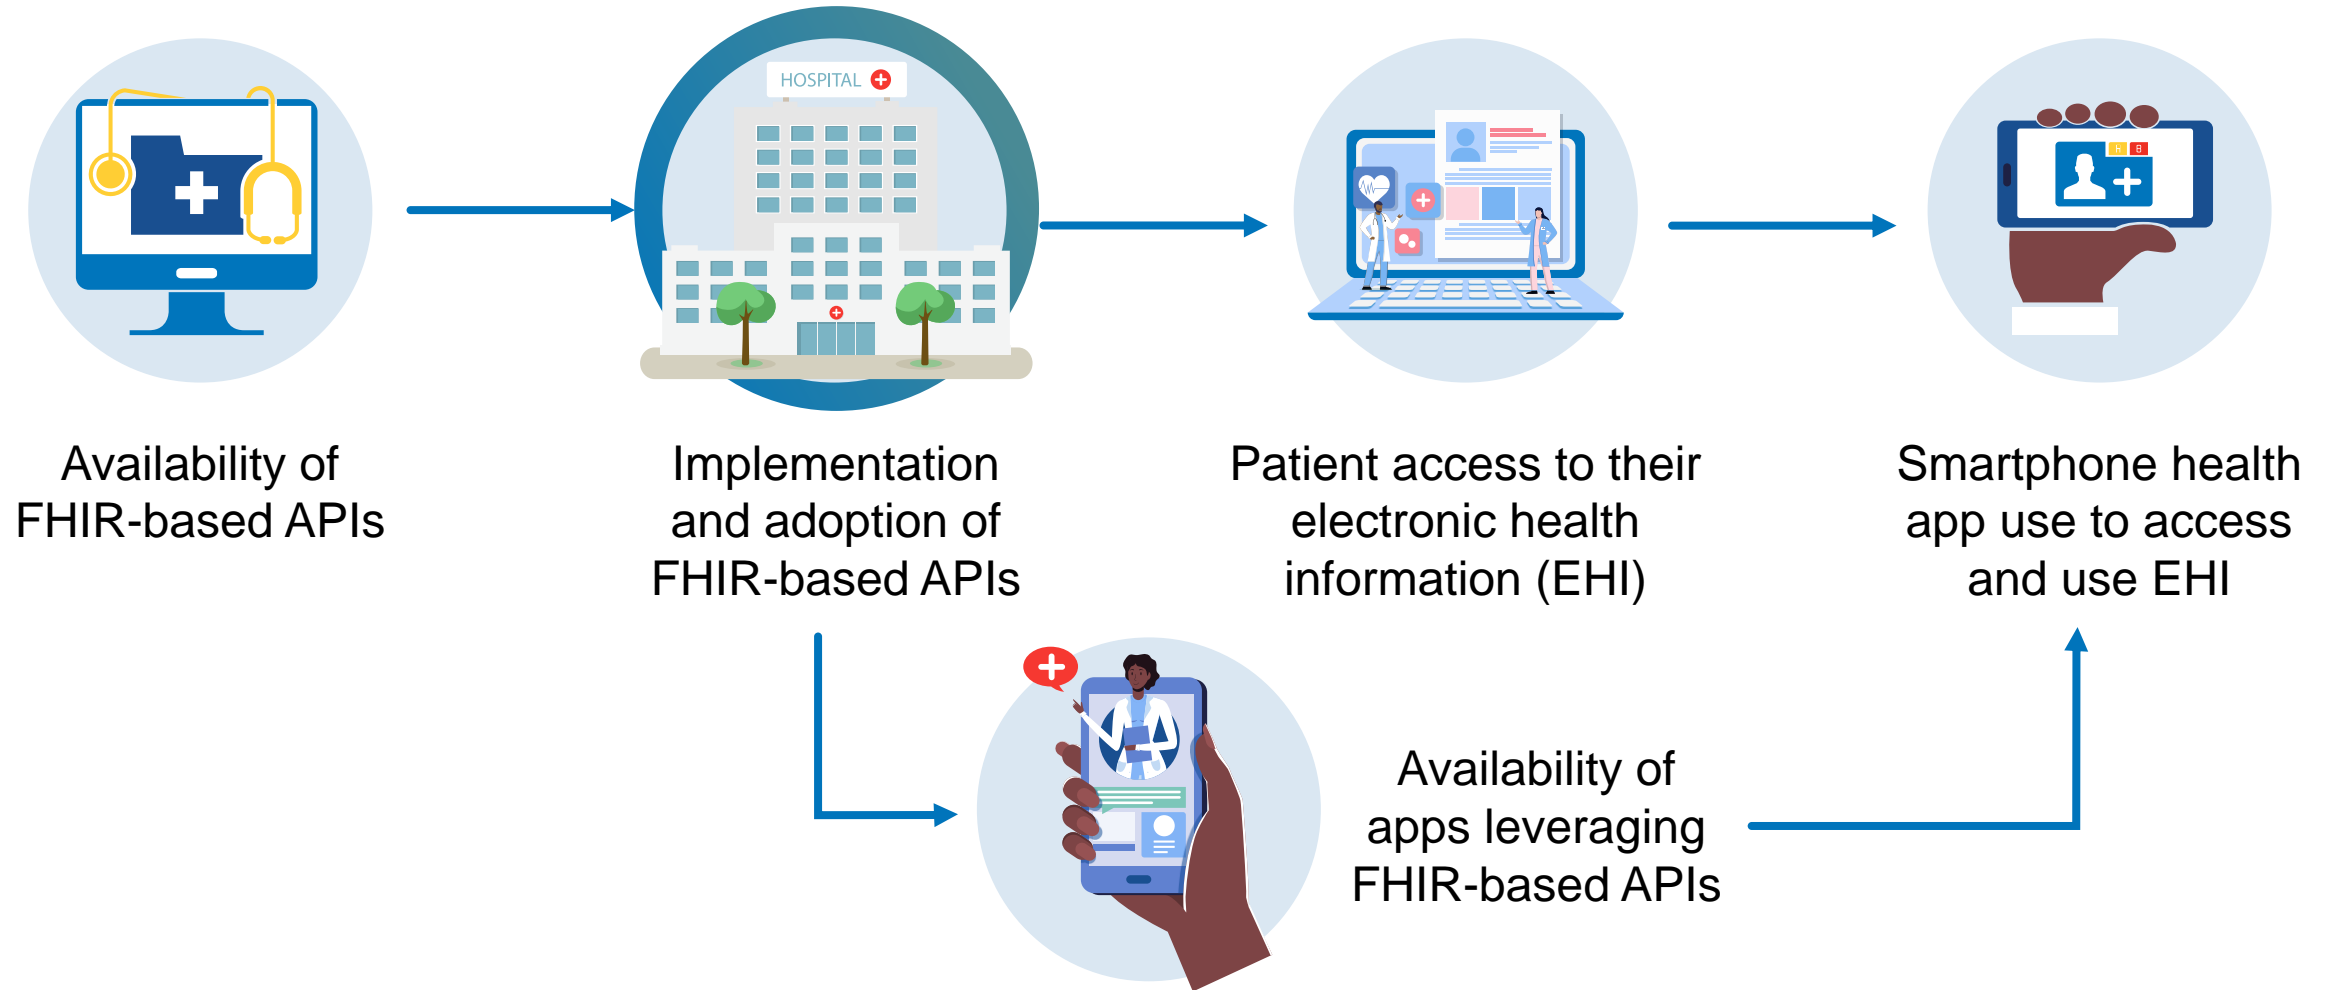 HOSPITAL
Availability of
FHIR-based APIs
Implementation
and adoption of
FHIR-based APIs
Patient access to their
electronic health
information (EHI)
Smartphone health
app use to access
and use EHI
Availability of
apps leveraging
FHIR-based APIs